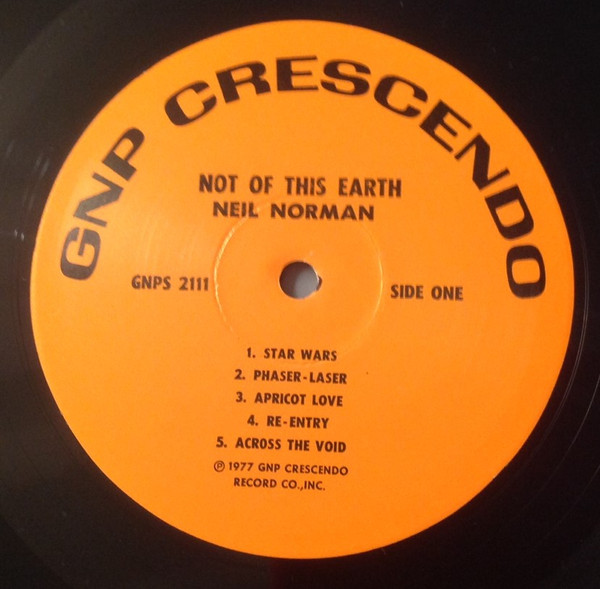 GNP CRESCENDO
NOT OF THIS EARTH
NEIL NORMAN
GNPS 2111
SIDE ONE
1. STAR WARS
2. PHASER-LASER
3. APRICOT LOVE
4. RE-ENTRY
5. ACROSS THE VOID
℗ 1977 GNP CRESCENDO
RECORD CO.,INC.